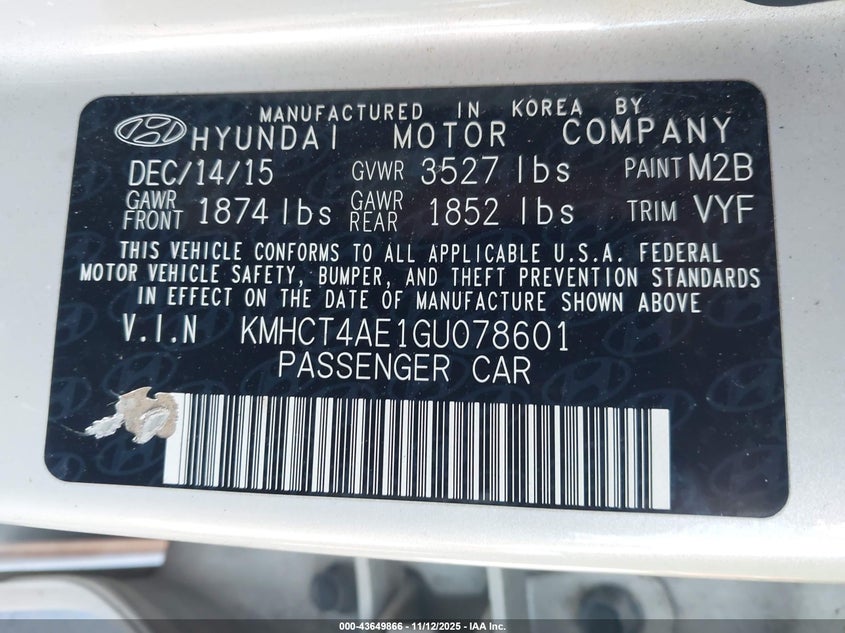 MANUFACTURED IN KOREA BY
HYUNDAI MOTOR COMPANY
DEC/14/15 GVWR 3527 lbs PAINT M2B
GAWR FRONT 1874 lbs GAWR REAR 1852 lbs TRIM VYF
THIS VEHICLE CONFORMS TO ALL APPLICABLE U.S.A. FEDERAL
MOTOR VEHICLE SAFETY, BUMPER, AND THEFT PREVENTION STANDARDS
IN EFFECT ON THE DATE OF MANUFACTURE SHOWN ABOVE
V.I.N KMHCT4AE1GU078601
PASSENGER CAR
000-43649866 - 11/12/2025 - IAA Inc.